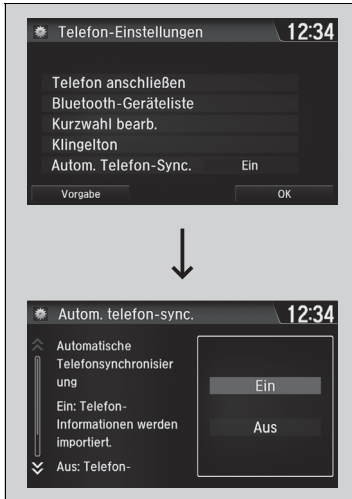 Telefon-Einstellungen 12:34
Telefon anschließen
Bluetooth-Geräteliste
Kurzwahl bearb.
Klingelton
Autom. Telefon-Sync. Ein
Vorgabe OK
Autom. telefon-sync. 12:34
Automatische
Telefonsynchronisier
ung
Ein: Telefon-
Informationen werden
importiert.
Aus: Telefon-
Ein
Aus